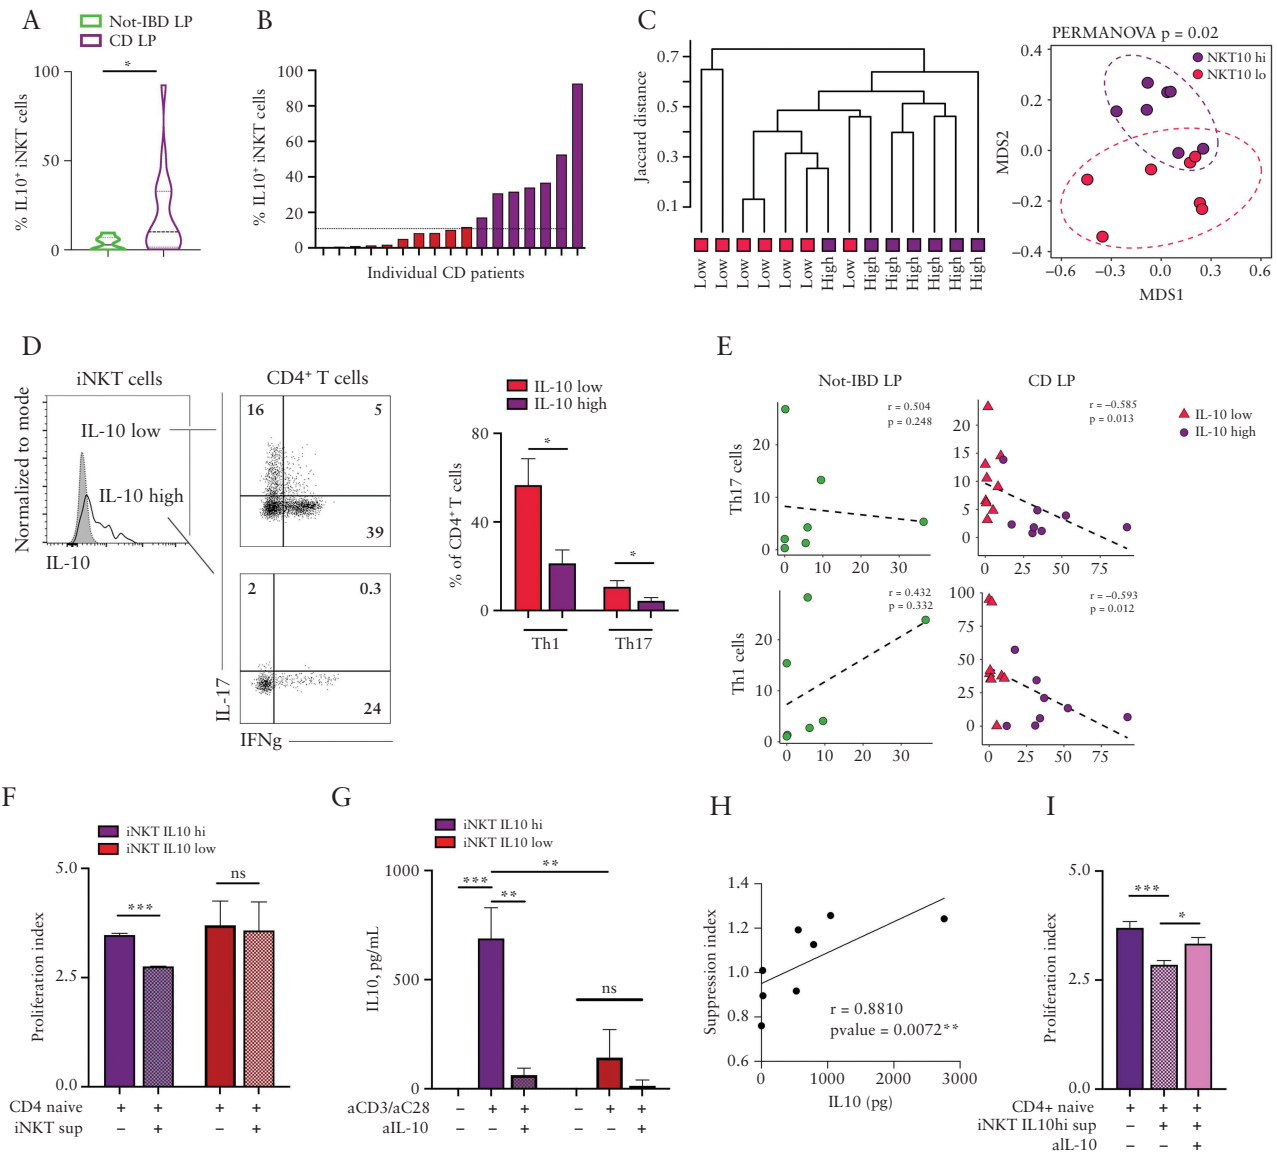 A
Not-IBD LP
CD LP
*
% IL10⁺ iNKT cells
100
50
0
B
% IL10⁺ iNKT cells
100
80
60
40
20
0
Individual CD patients
C
Jaccard distance
0.7
0.5
0.3
0.1
Low
Low
Low
Low
Low
Low
High
Low
High
High
High
High
High
High
PERMANOVA p = 0.02
NKT10 hi
NKT10 lo
MDS2
0.4
0.2
0.0
−0.2
−0.4
−0.6
−0.3
0.0
0.3
0.6
MDS1
D
iNKT cells
Normalized to mode
IL-10 low
IL-10 high
IL-10
CD4⁺ T cells
16
5
39
2
0.3
24
IL-17
IFNg
IL-10 low
IL-10 high
% of CD4⁺ T cells
80
40
0
*
*
Th1
Th17
E
Not-IBD LP
CD LP
IL-10 low
IL-10 high
Th17 cells
20
10
0
r = 0.504
p = 0.248
0
10
20
30
20
15
10
5
0
r = −0.585
p = 0.013
0
25
50
75
Th1 cells
20
10
0
r = 0.432
p = 0.332
0
10
20
30
100
75
50
25
0
r = −0.593
p = 0.012
0
25
50
75
F
iNKT IL10 hi
iNKT IL10 low
Proliferation index
5.0
2.5
0.0
***
ns
CD4 naive + + + +
iNKT sup − + − +
G
iNKT IL10 hi
iNKT IL10 low
IL10, pg/mL
1000
500
0
***
**
**
ns
aCD3/aC28 − + + − + +
aIL-10 − − + − − +
H
Suppression index
1.4
1.2
1.0
0.8
0.6
r = 0.8810
pvalue = 0.0072**
0
1000
2000
3000
IL10 (pg)
I
Proliferation index
5.0
2.5
0.0
***
*
CD4+ naive + + +
iNKT IL10hi sup − + +
alL-10 − − +